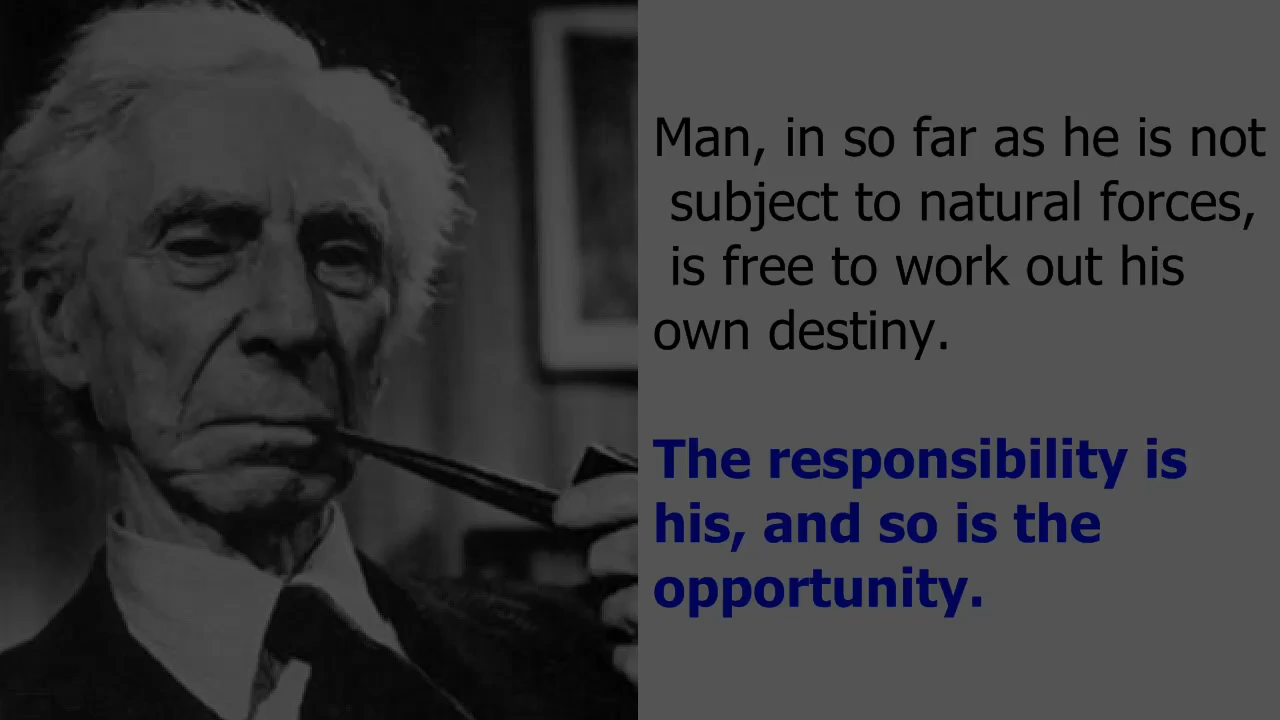 Man, in so far as he is not
subject to natural forces,
is free to work out his
own destiny.
The responsibility is
his, and so is the
opportunity.